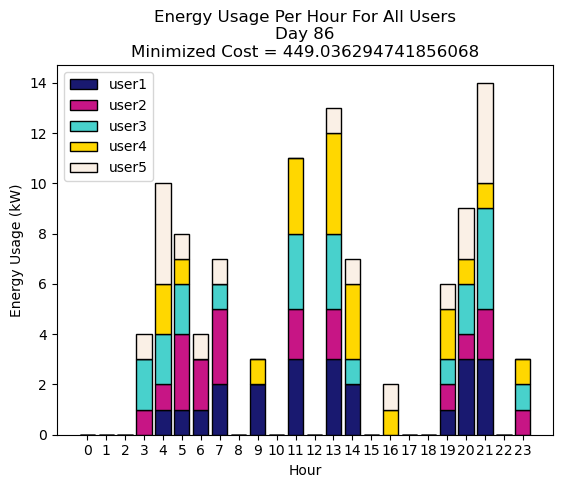 Energy Usage Per Hour For All Users
Day 86
Minimized Cost = 449.036294741856068
user1
user2
user3
user4
user5
Energy Usage (kW)
14
12
10
8
6
4
2
0
0 1 2 3 4 5 6 7 8 9 10 11 12 13 14 15 16 17 18 19 20 21 22 23
Hour